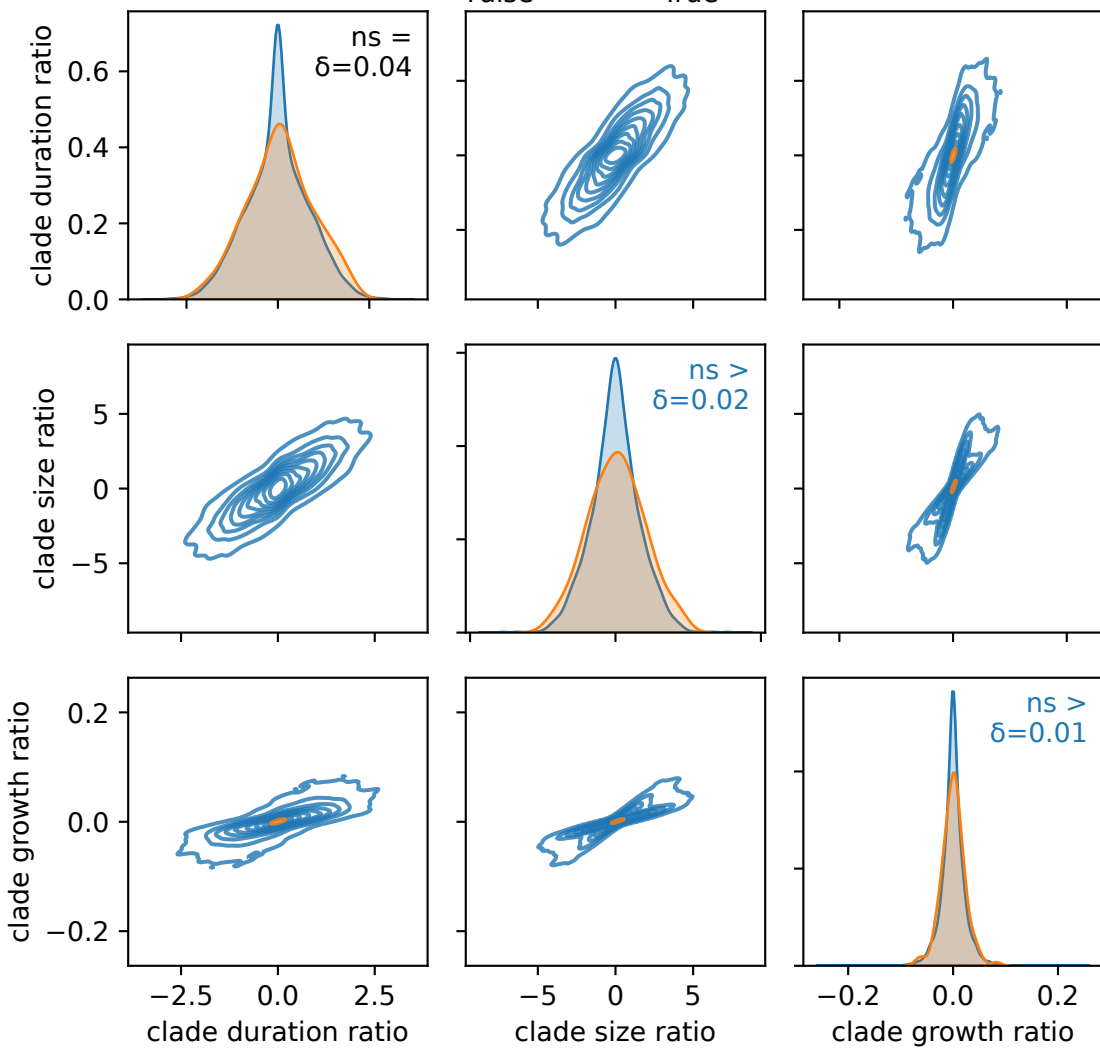 clade duration ratio
0.6
0.4
0.2
0.0
ns =
δ=0.04
clade size ratio
5
0
−5
ns >
δ=0.02
clade growth ratio
0.2
0.0
−0.2
ns >
δ=0.01
−2.5 0.0 2.5
−5 0 5
−0.2 0.0 0.2
clade duration ratio
clade size ratio
clade growth ratio